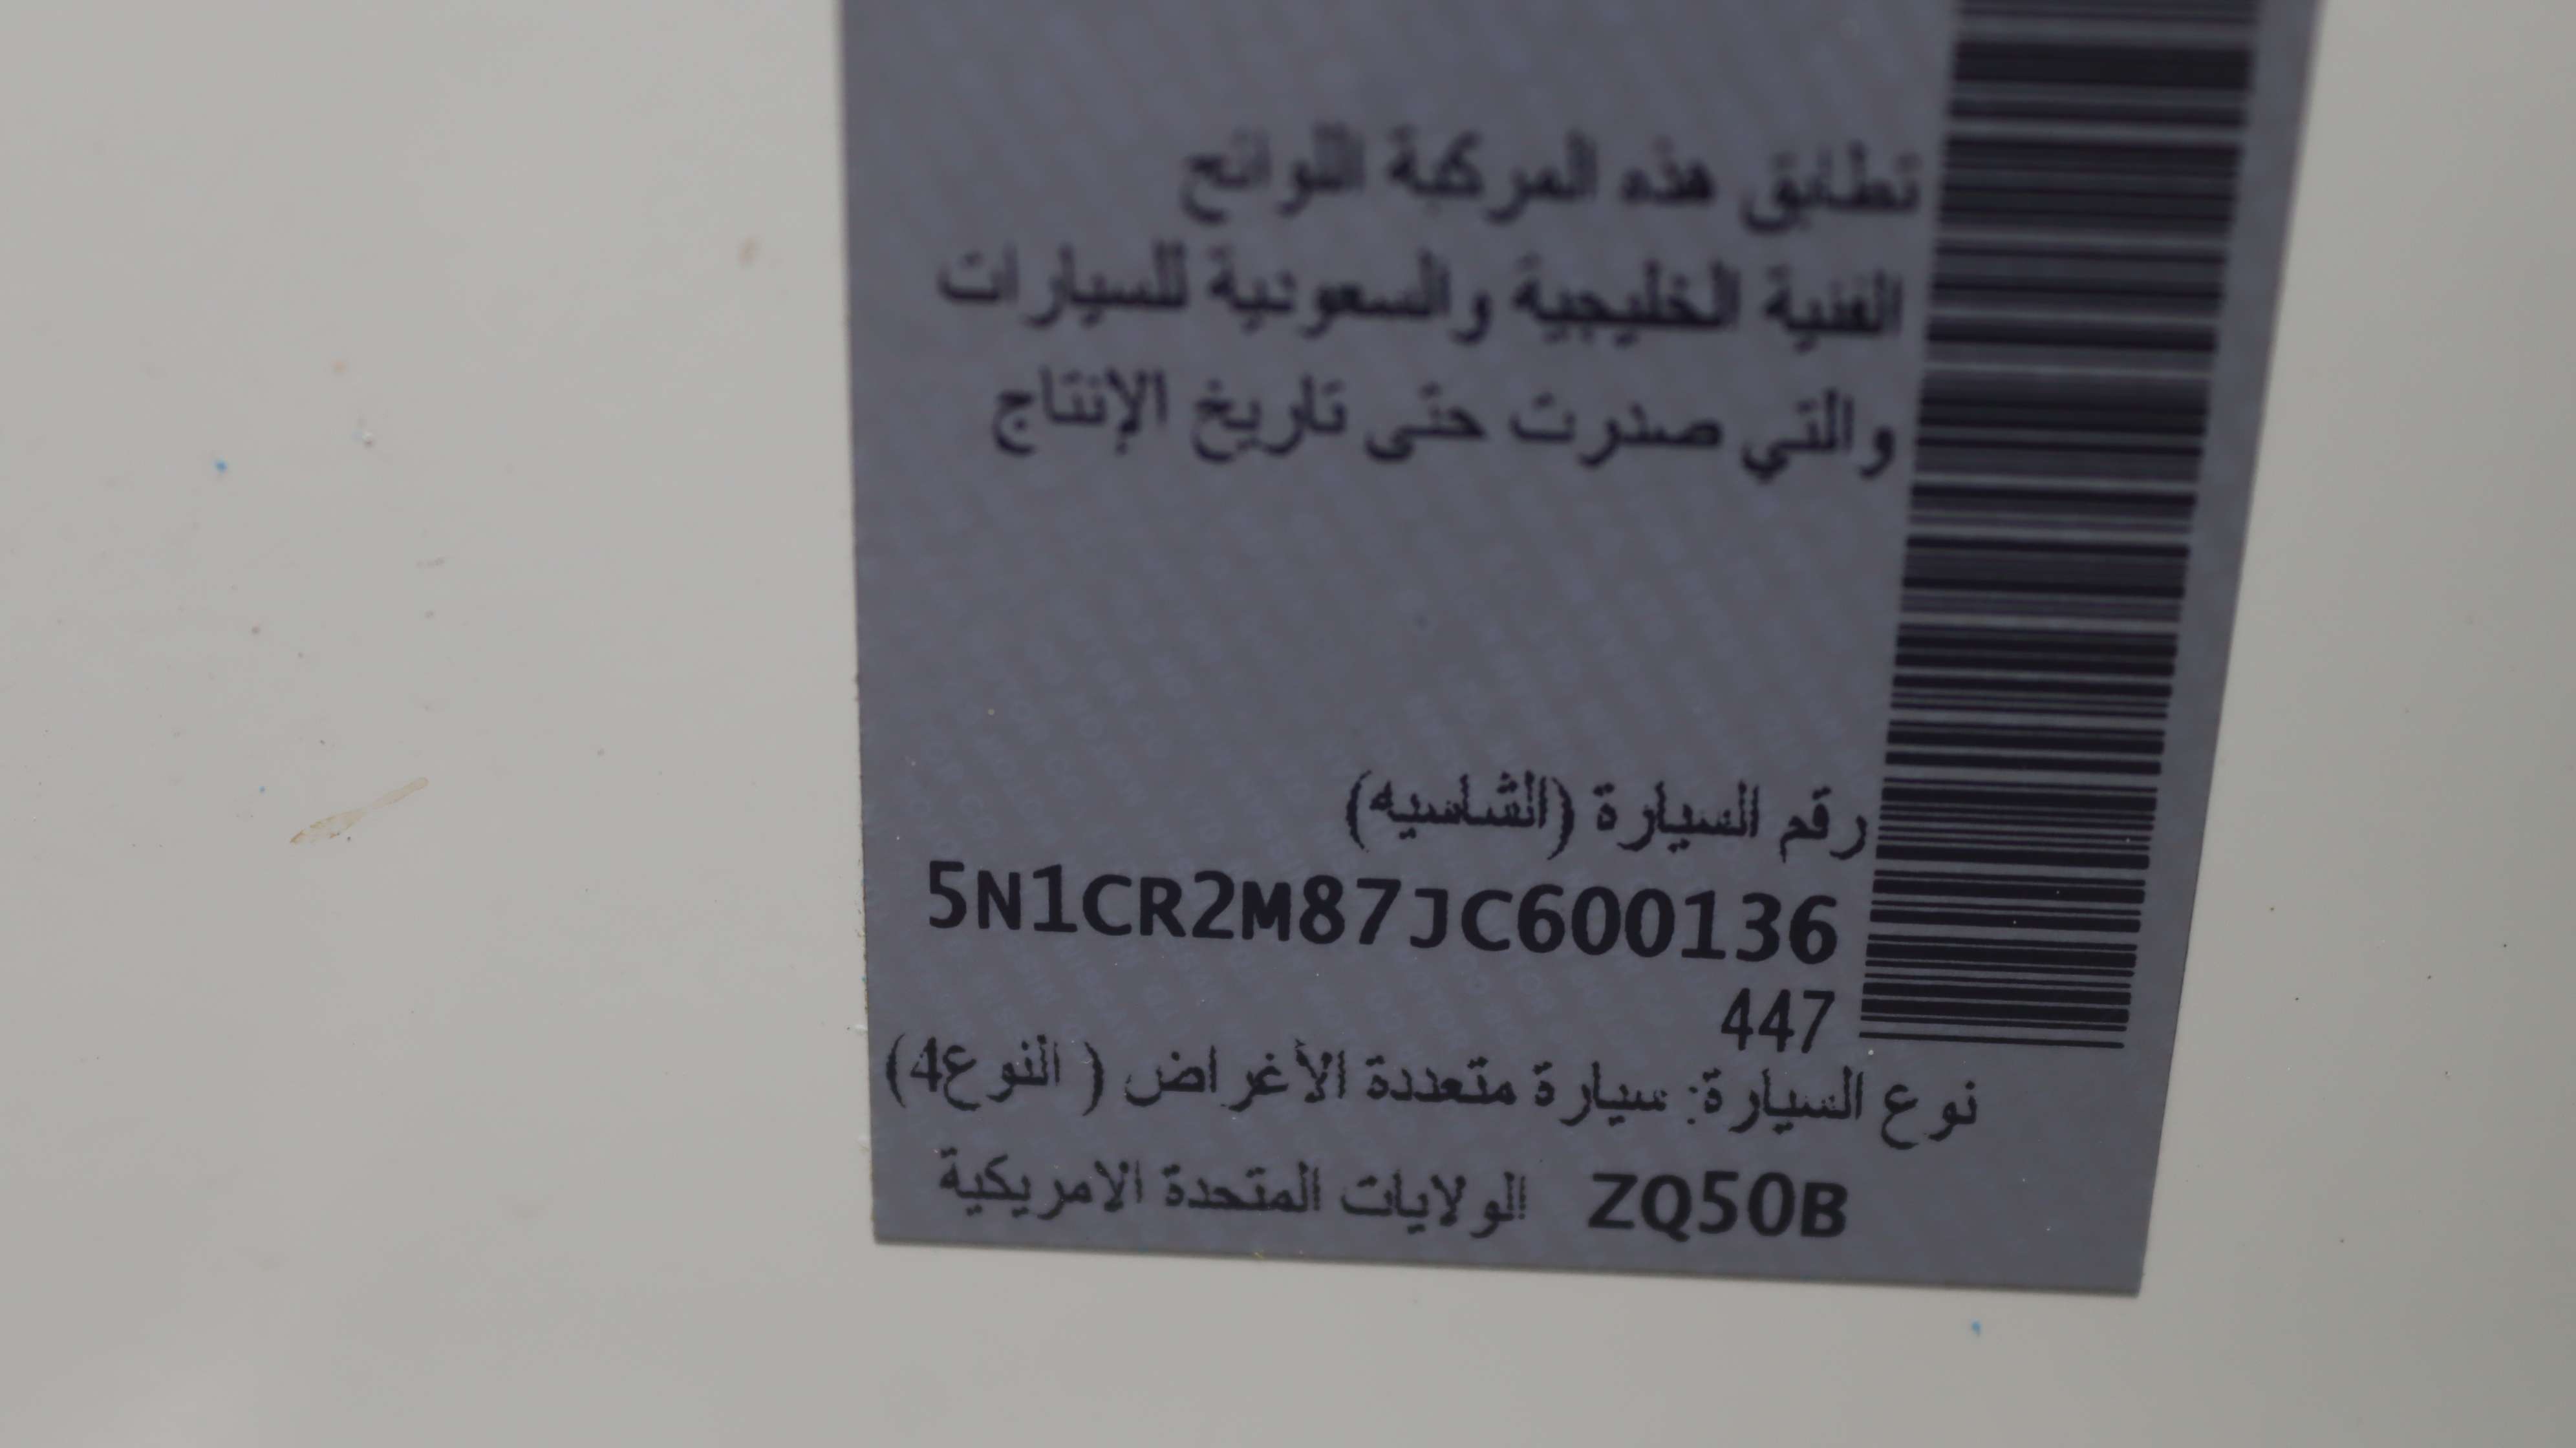 تطابق هذه المركبة اللوائح
الفنية الخليجية والسعودية للسيارات
والتي صدرت حتى تاريخ الإنتاج
رقم السيارة (الشاسيه)
5N1CR2M87JC600136
447
نوع السيارة: سيارة متعددة الأغراض ( النوع4)
ZQ50B الولايات المتحدة الامريكية